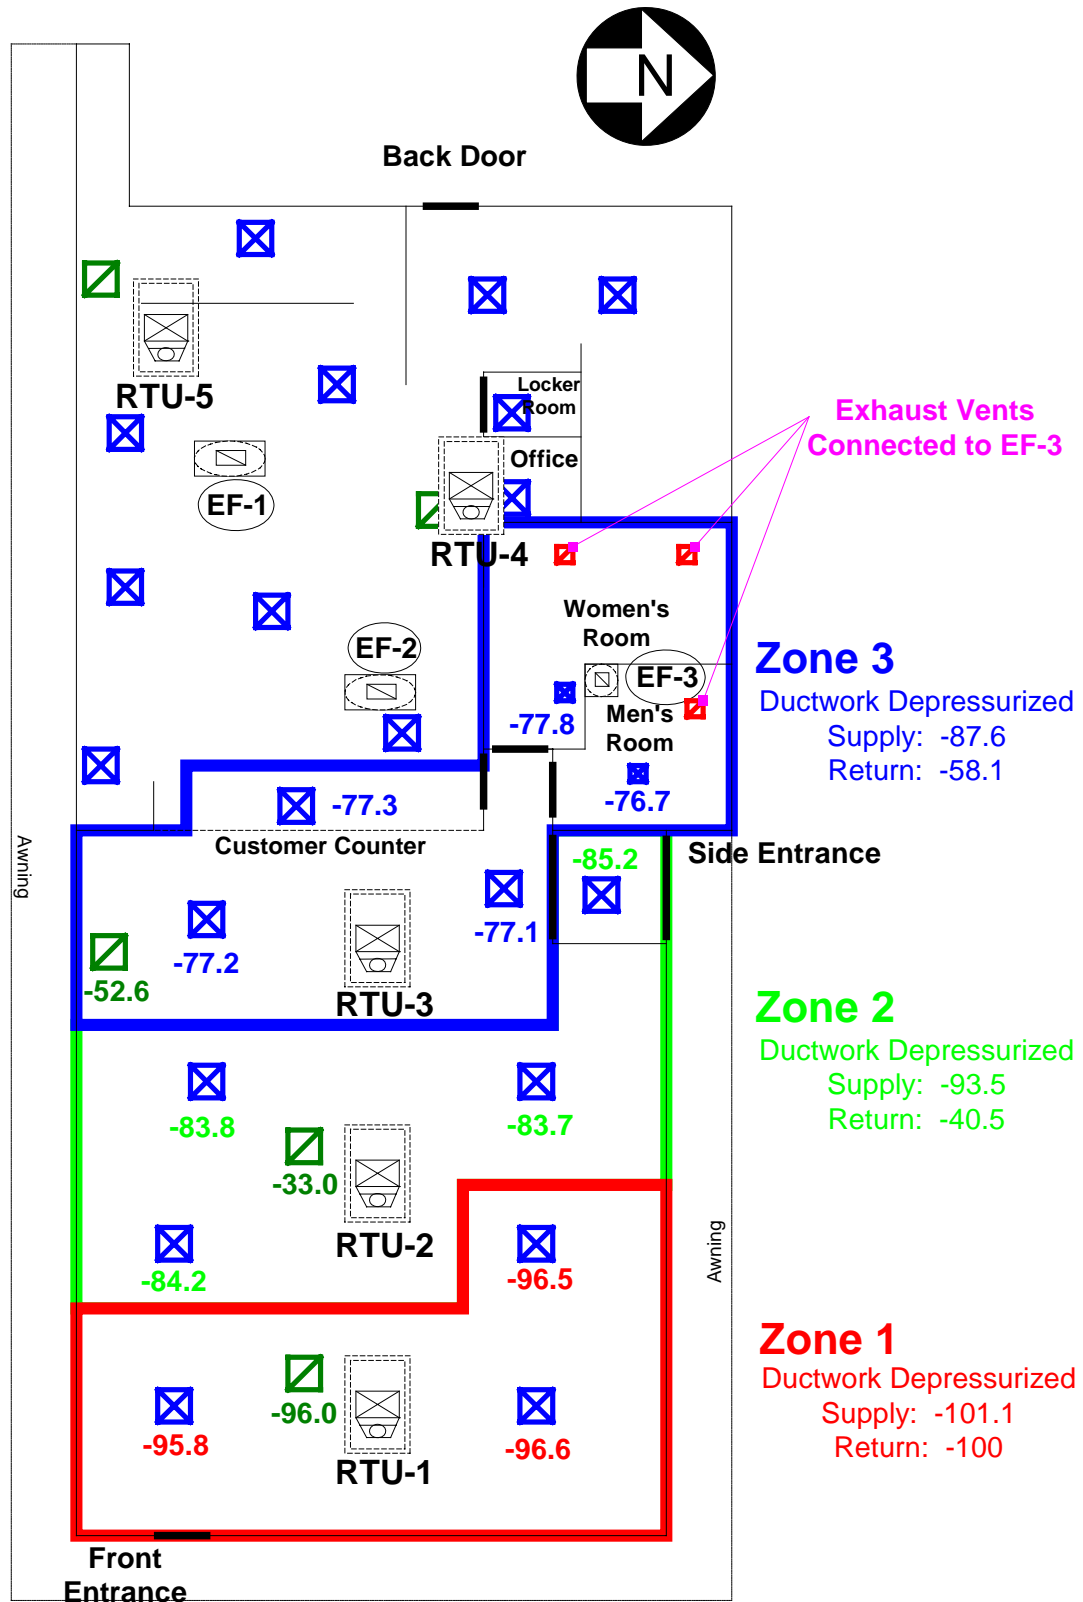 N
Back Door
RTU-5
Locker
Room
Exhaust Vents
Connected to EF-3
Office
EF-1
RTU-4
Women's
Room
EF-2
EF-3
Zone 3
Ductwork Depressurized
Supply: -87.6
Return: -58.1
-77.8
Men's
Room
-76.7
-77.3
Customer Counter
-85.2
Side Entrance
Awning
-77.2
-77.1
-52.6
RTU-3
Zone 2
Ductwork Depressurized
Supply: -93.5
Return: -40.5
-83.8
-83.7
-33.0
RTU-2
Awning
-84.2
-96.5
Zone 1
Ductwork Depressurized
Supply: -101.1
Return: -100
-96.0
-95.8
-96.6
RTU-1
Front
Entrance